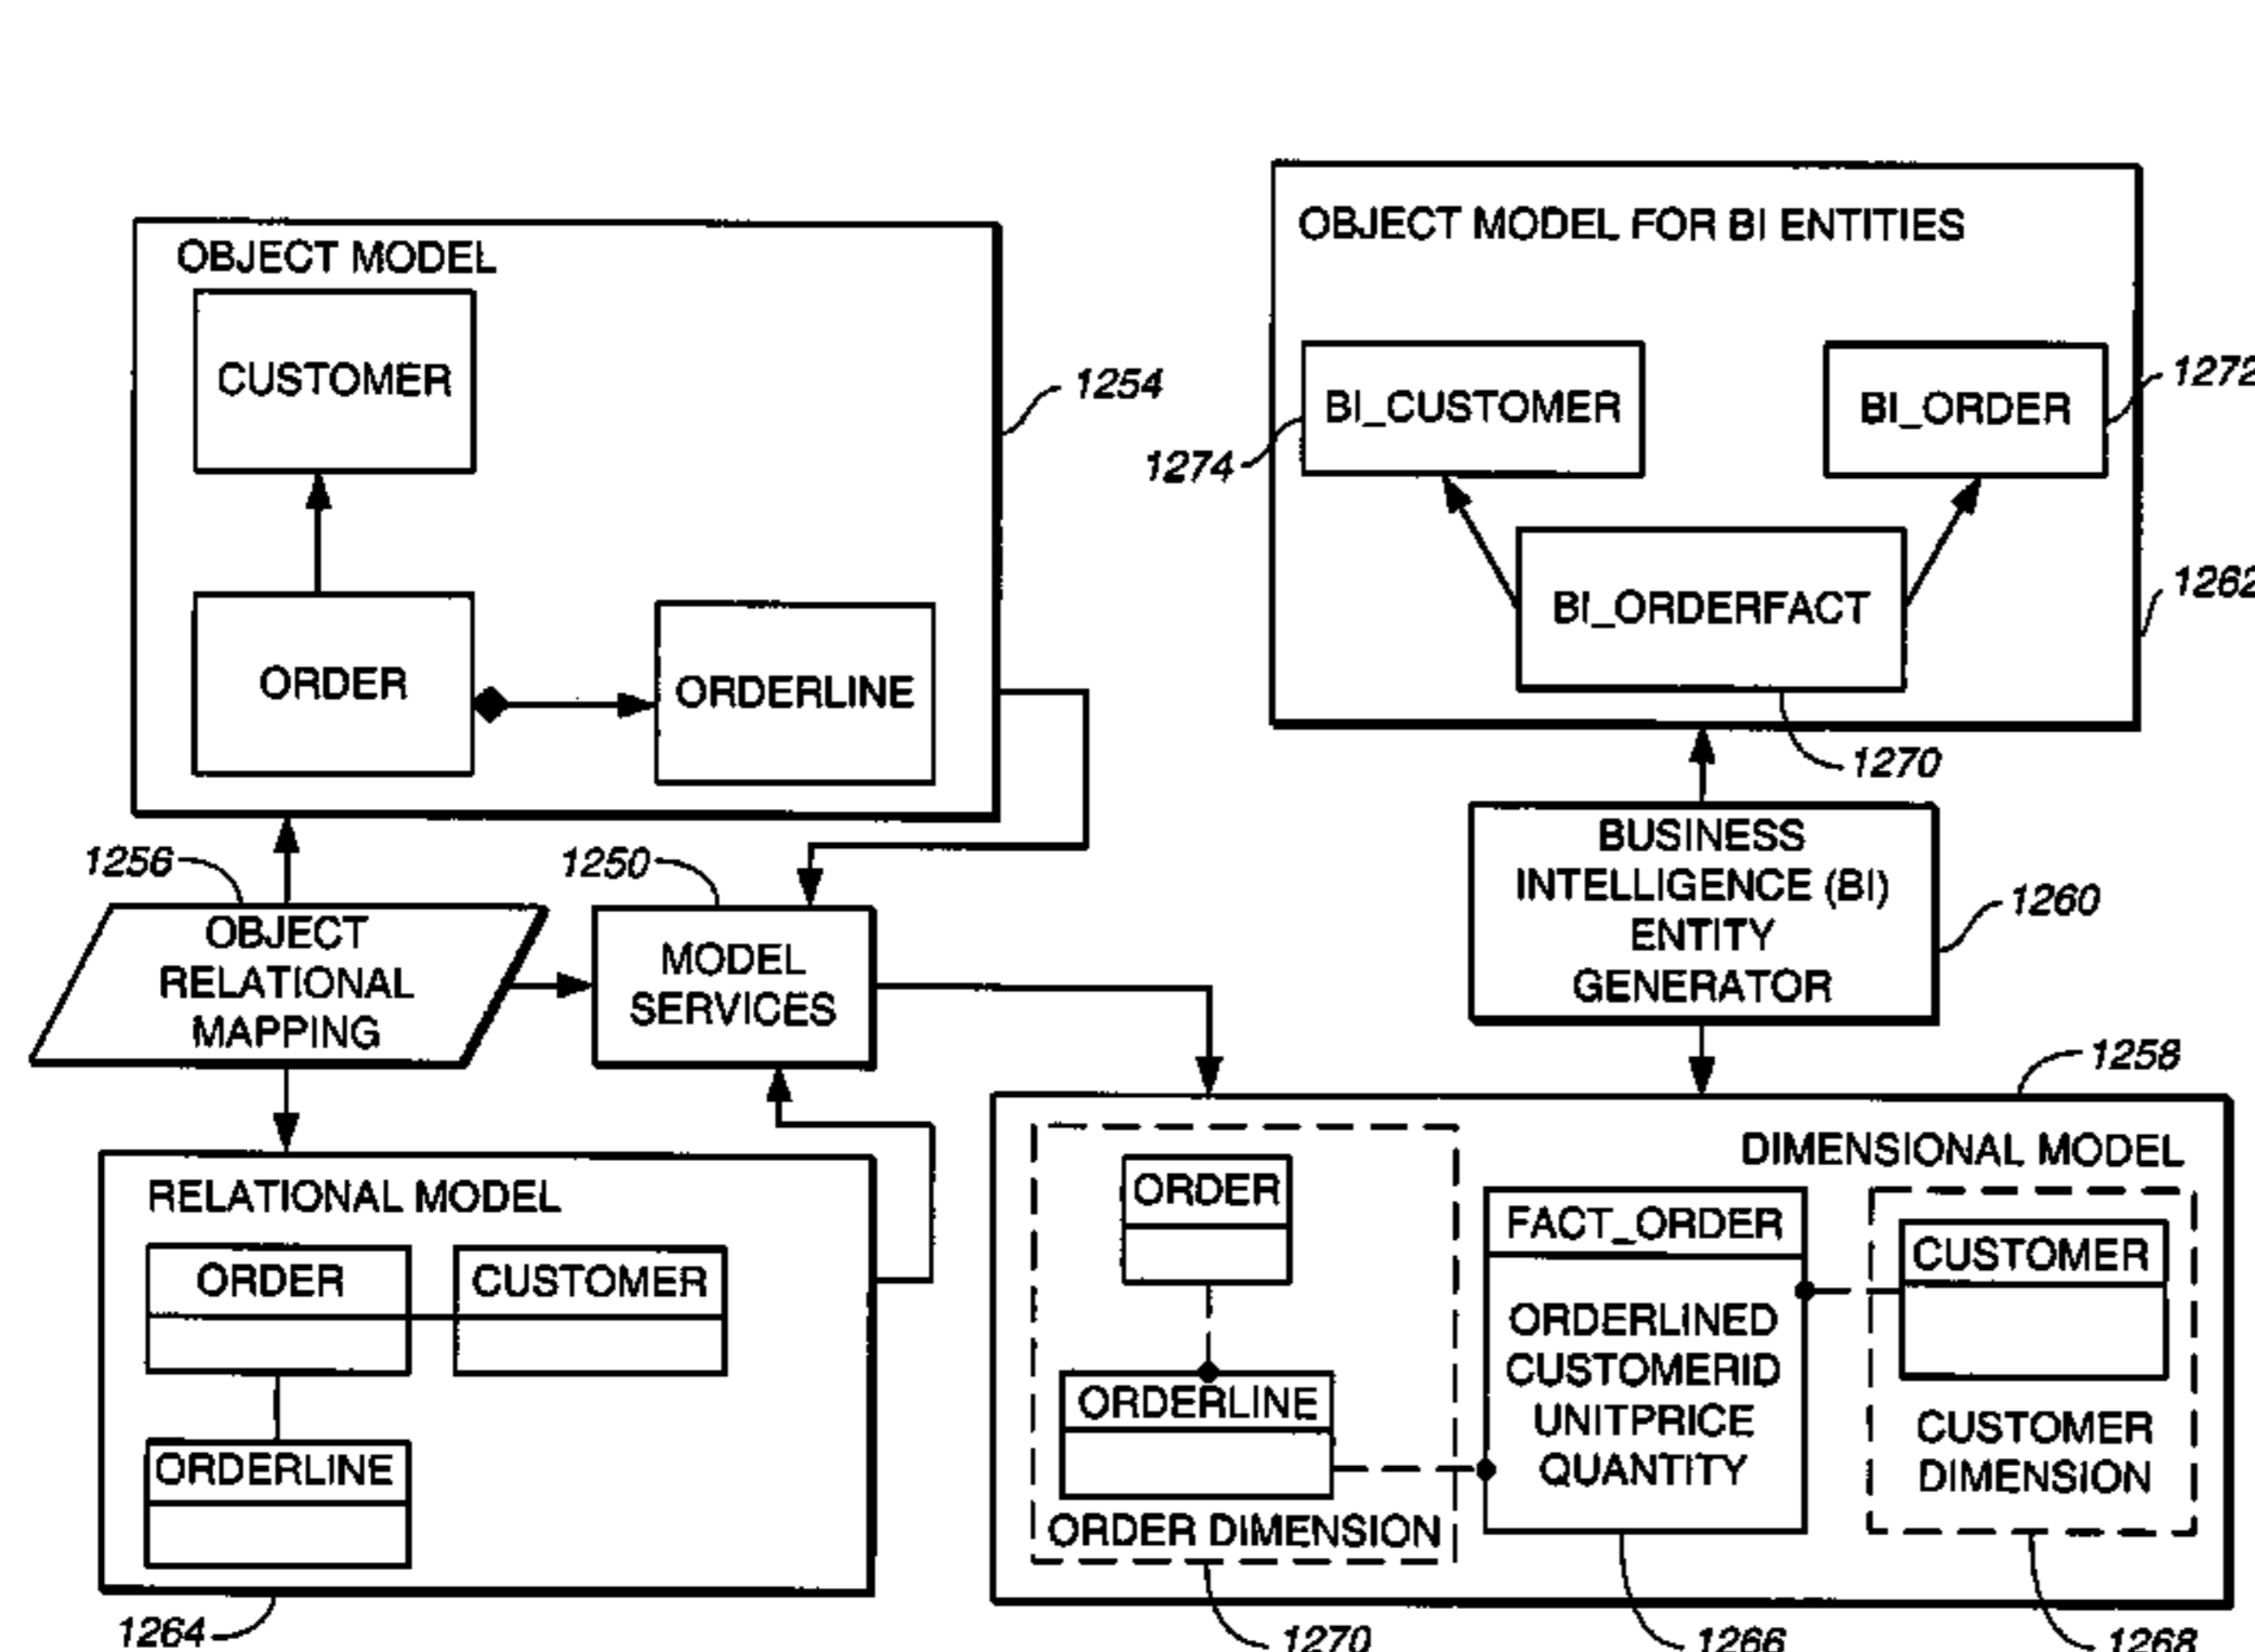 OBJECT MODEL
CUSTOMER
ORDER
ORDERLINE
1254
OBJECT MODEL FOR BI ENTITIES
BI_CUSTOMER
BI_ORDER
1272
1274
BI_ORDERFACT
1262
1270
1256
OBJECT
RELATIONAL
MAPPING
1250
MODEL
SERVICES
BUSINESS
INTELLIGENCE (BI)
ENTITY
GENERATOR
1260
RELATIONAL MODEL
ORDER
CUSTOMER
ORDERLINE
1264
1258
DIMENSIONAL MODEL
ORDER
ORDERLINE
ORDER DIMENSION
FACT_ORDER
ORDERLINED
CUSTOMERID
UNITPRICE
QUANTITY
CUSTOMER
CUSTOMER
DIMENSION
1270
1266
1268